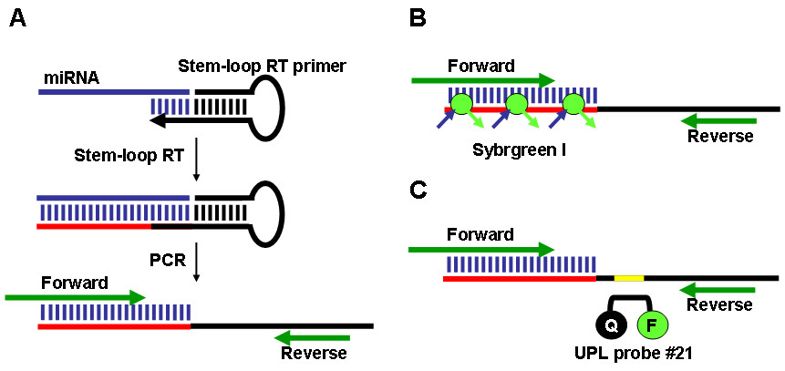 A
miRNA
Stem-loop RT primer
Stem-loop RT
PCR
Forward
Reverse
B
Forward
Sybrgreen I
Reverse
C
Forward
Reverse
Q
F
UPL probe #21